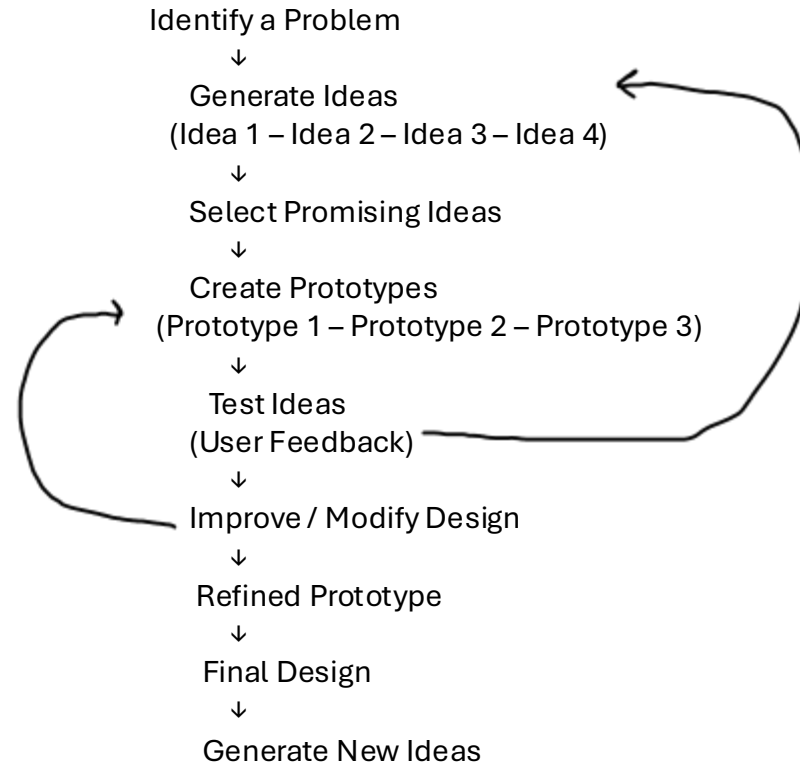 Identify a Problem
↓
Generate Ideas
(Idea 1 – Idea 2 – Idea 3 – Idea 4)
↓
Select Promising Ideas
↓
Create Prototypes
(Prototype 1 – Prototype 2 – Prototype 3)
↓
Test Ideas
(User Feedback)
↓
Improve / Modify Design
↓
Refined Prototype
↓
Final Design
↓
Generate New Ideas